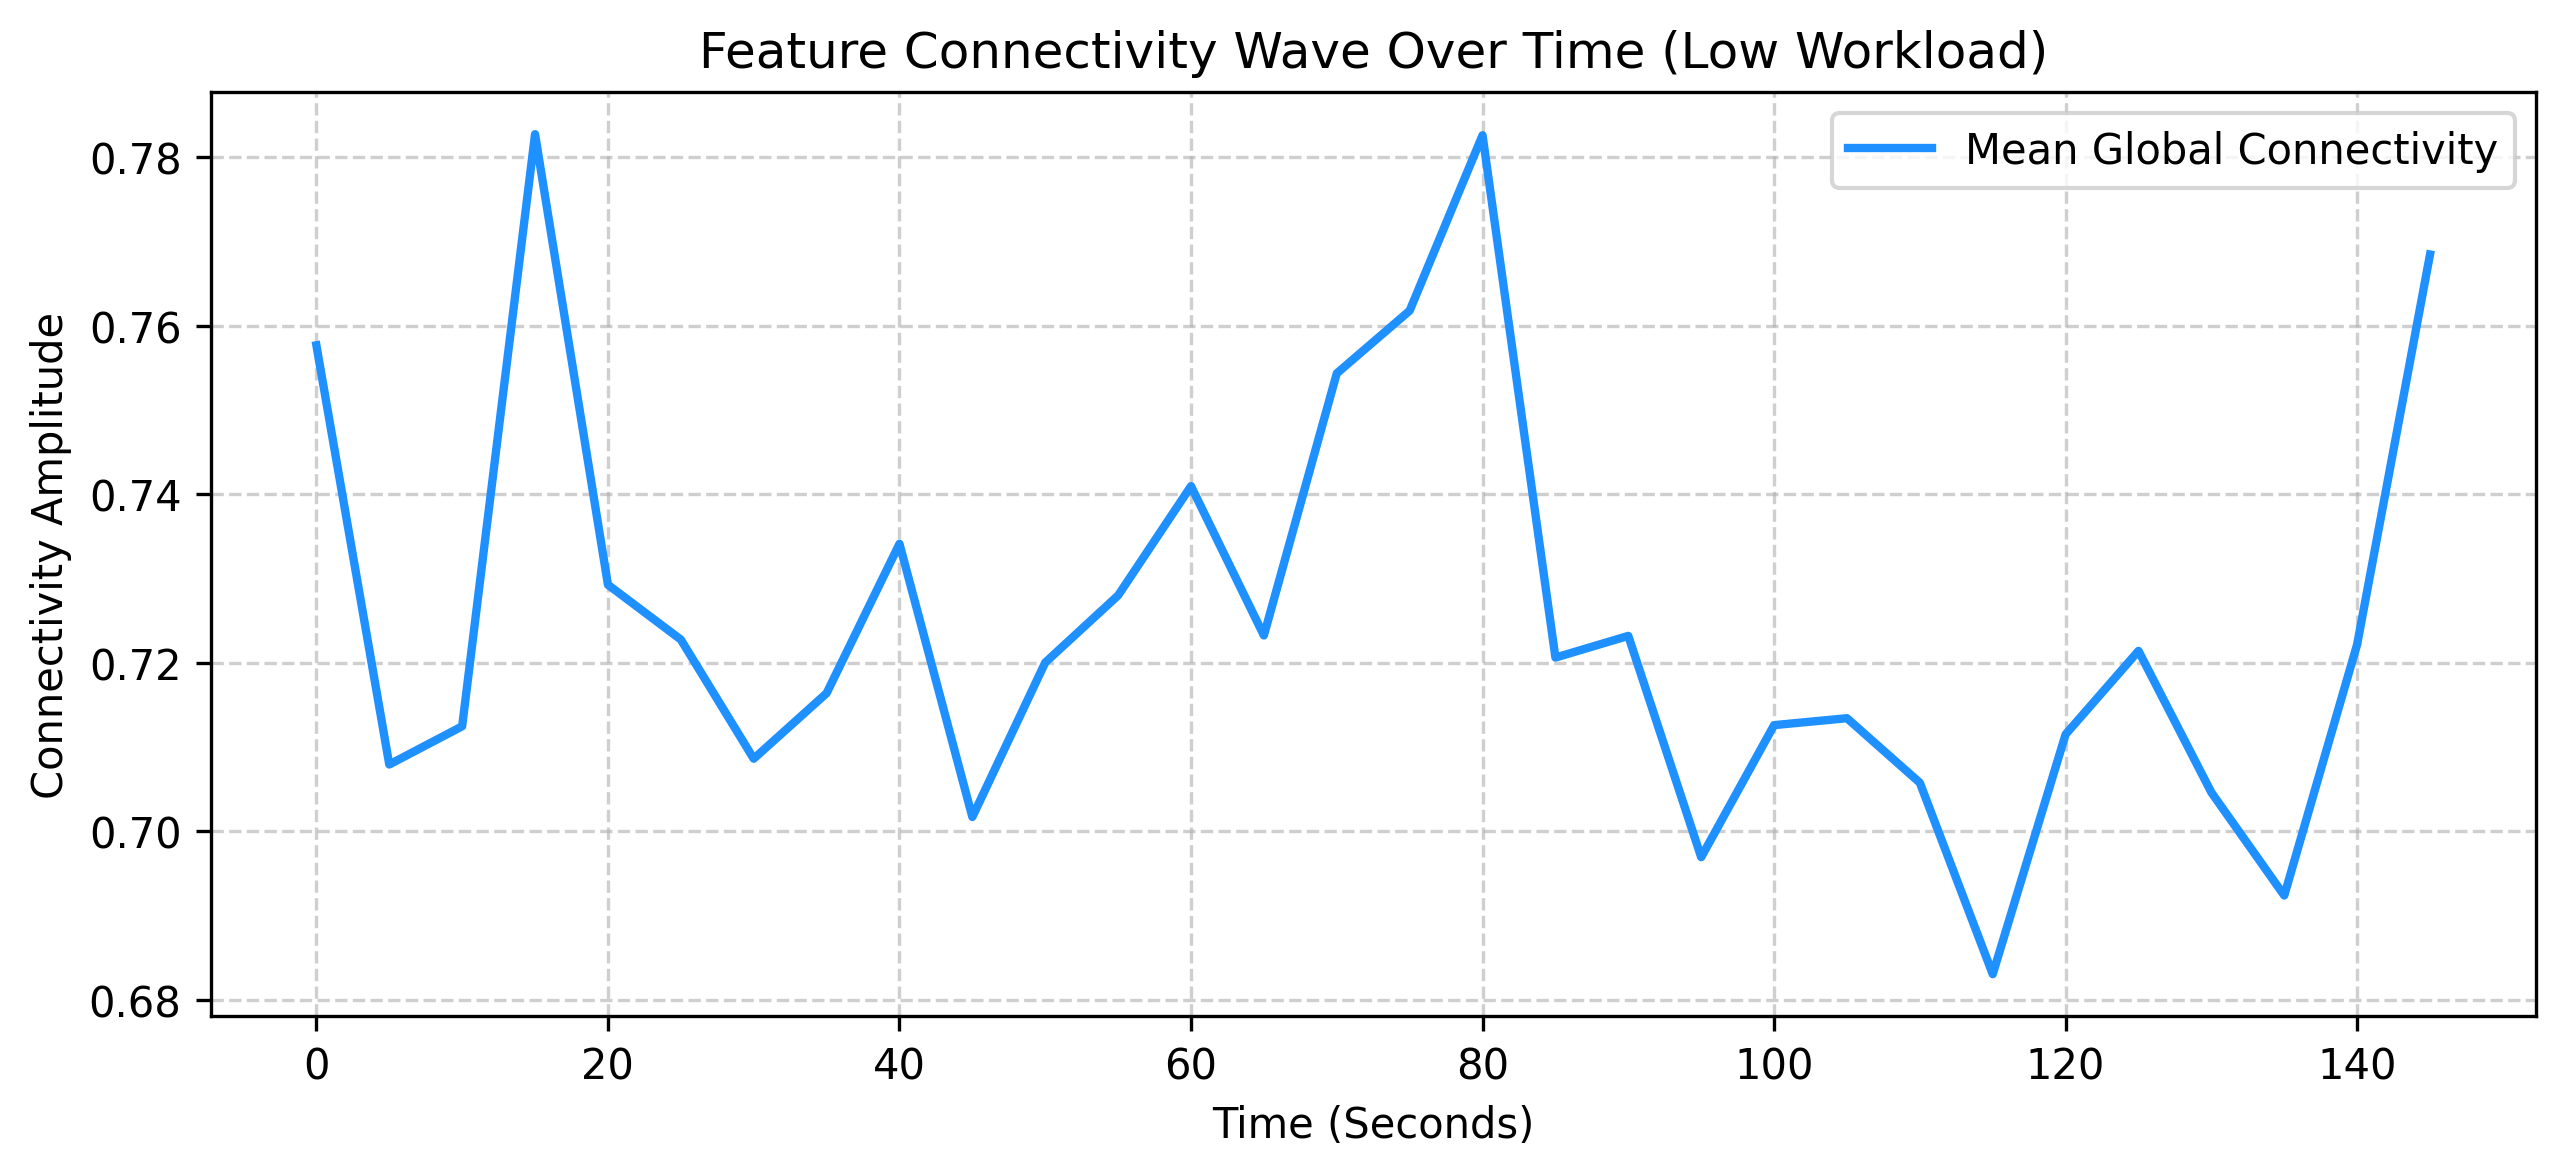 Feature Connectivity Wave Over Time (Low Workload)
Mean Global Connectivity
Connectivity Amplitude
0.78
0.76
0.74
0.72
0.70
0.68
0 20 40 60 80 100 120 140
Time (Seconds)